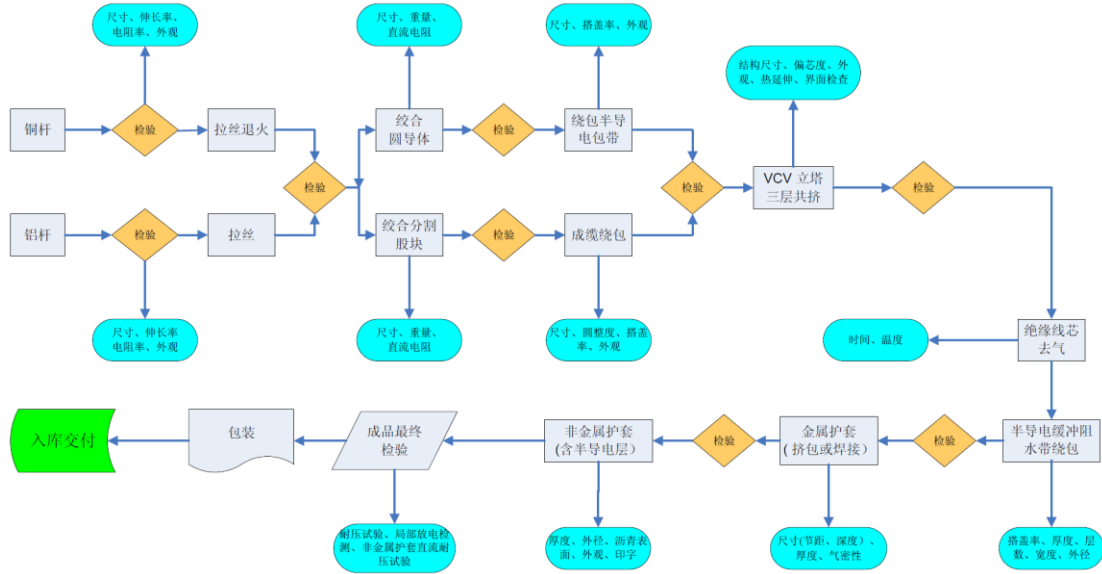 尺寸、伸长率、
电阻率、外观
尺寸、重量、
直流电阻
尺寸、搭盖率、外观
结构尺寸、偏芯度、外
观、热延伸、界面检查
铜杆
检验
拉丝退火
绞合
圆导体
检验
绕包半导
电包带
检验
检验
VCV 立塔
三层共挤
检验
铝杆
检验
拉丝
绞合分割
股块
检验
成缆绕包
尺寸、伸长率
电阻率、外观
尺寸、重量、
直流电阻
尺寸、圆整度、搭盖
率、外观
时间、温度
绝缘线芯
去气
入库交付
包装
成品最终
检验
非金属护套
(含半导电层）
检验
金属护套
( 挤包或焊接）
检验
半导电缓冲阻
水带绕包
耐压试验、局部放电检
测、非金属护套直流耐
压试验
厚度、外径、沥青表
面、外观、印字
尺寸(节距、深度）、
厚度、气密性
搭盖率、厚度、层
数、宽度、外径